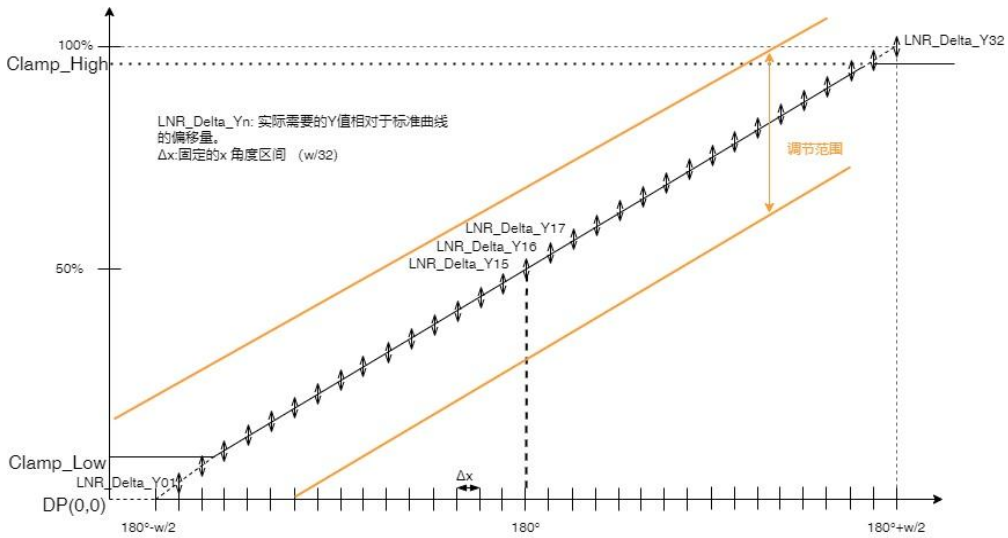 100%
LNR_Delta_Y32
Clamp_High
LNR_Delta_Yn: 实际需要的Y值相对于标准曲线
的偏移量。
Δx:固定的x 角度区间 （w/32）
调节范围
LNR_Delta_Y17
LNR_Delta_Y16
LNR_Delta_Y15
50%
Clamp_Low
LNR_Delta_Y01
Δx
DP(0,0)
180°-w/2
180°
180°+w/2